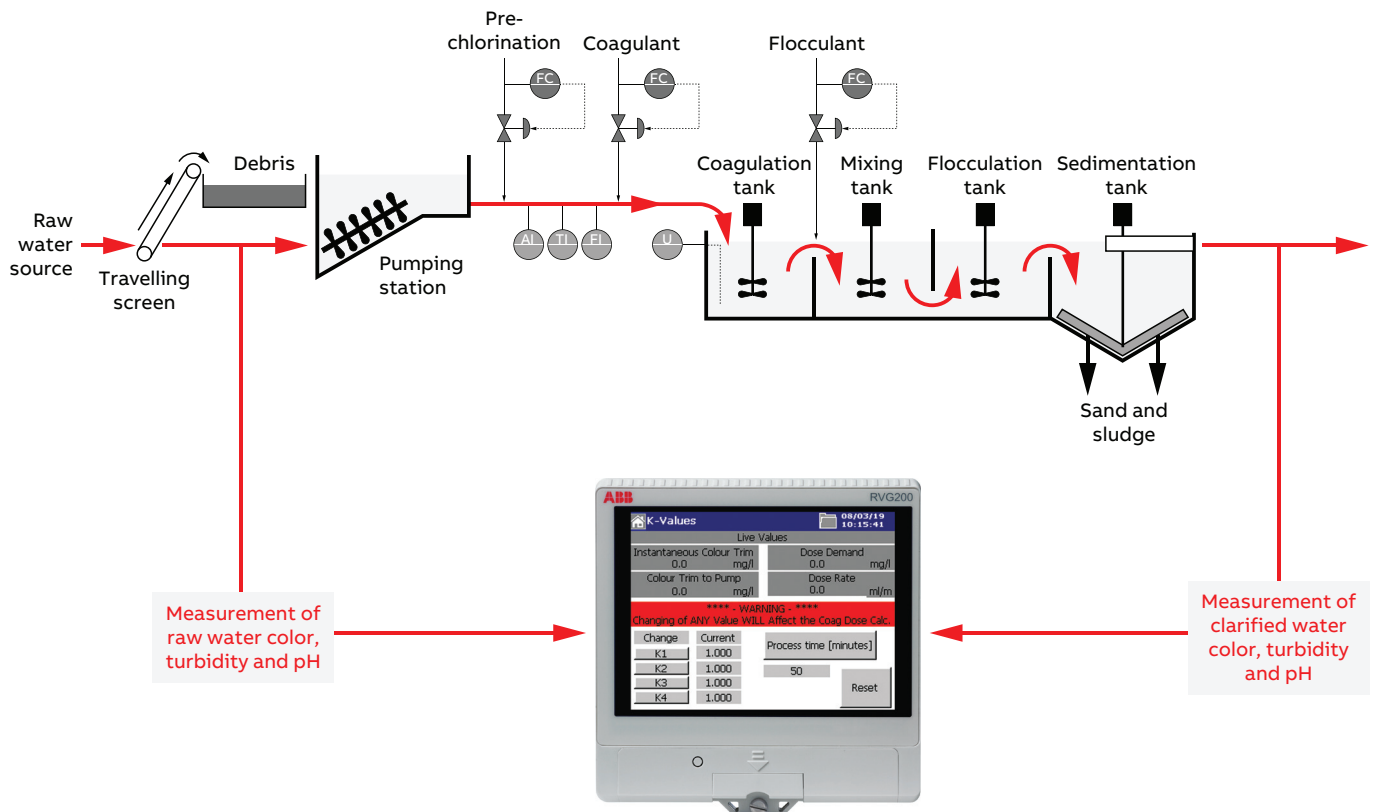 Pre-
chlorination
Coagulant
Flocculant
FC
FC
FC
Debris
Coagulation
tank
Mixing
tank
Flocculation
tank
Sedimentation
tank
Raw
water
source
Travelling
screen
Pumping
station
AI
TI
FI
U
Sand and
sludge
Measurement of
raw water color,
turbidity and pH
Measurement of
clarified water
color, turbidity
and pH
ABB
RVG200
K-Values
08/03/19
10:15:41
Live Values
Instantaneous Colour Trim
0.0 mg/l
Dose Demand
0.0 mg/l
Colour Trim to Pump
0.0 mg/l
Dose Rate
0.0 ml/m
**** - WARNING - ****
Changing of ANY Value WILL Affect the Coag Dose Calc.
Change Current
K1 1.000
K2 1.000
K3 1.000
K4 1.000
Process time [minutes]
50
Reset